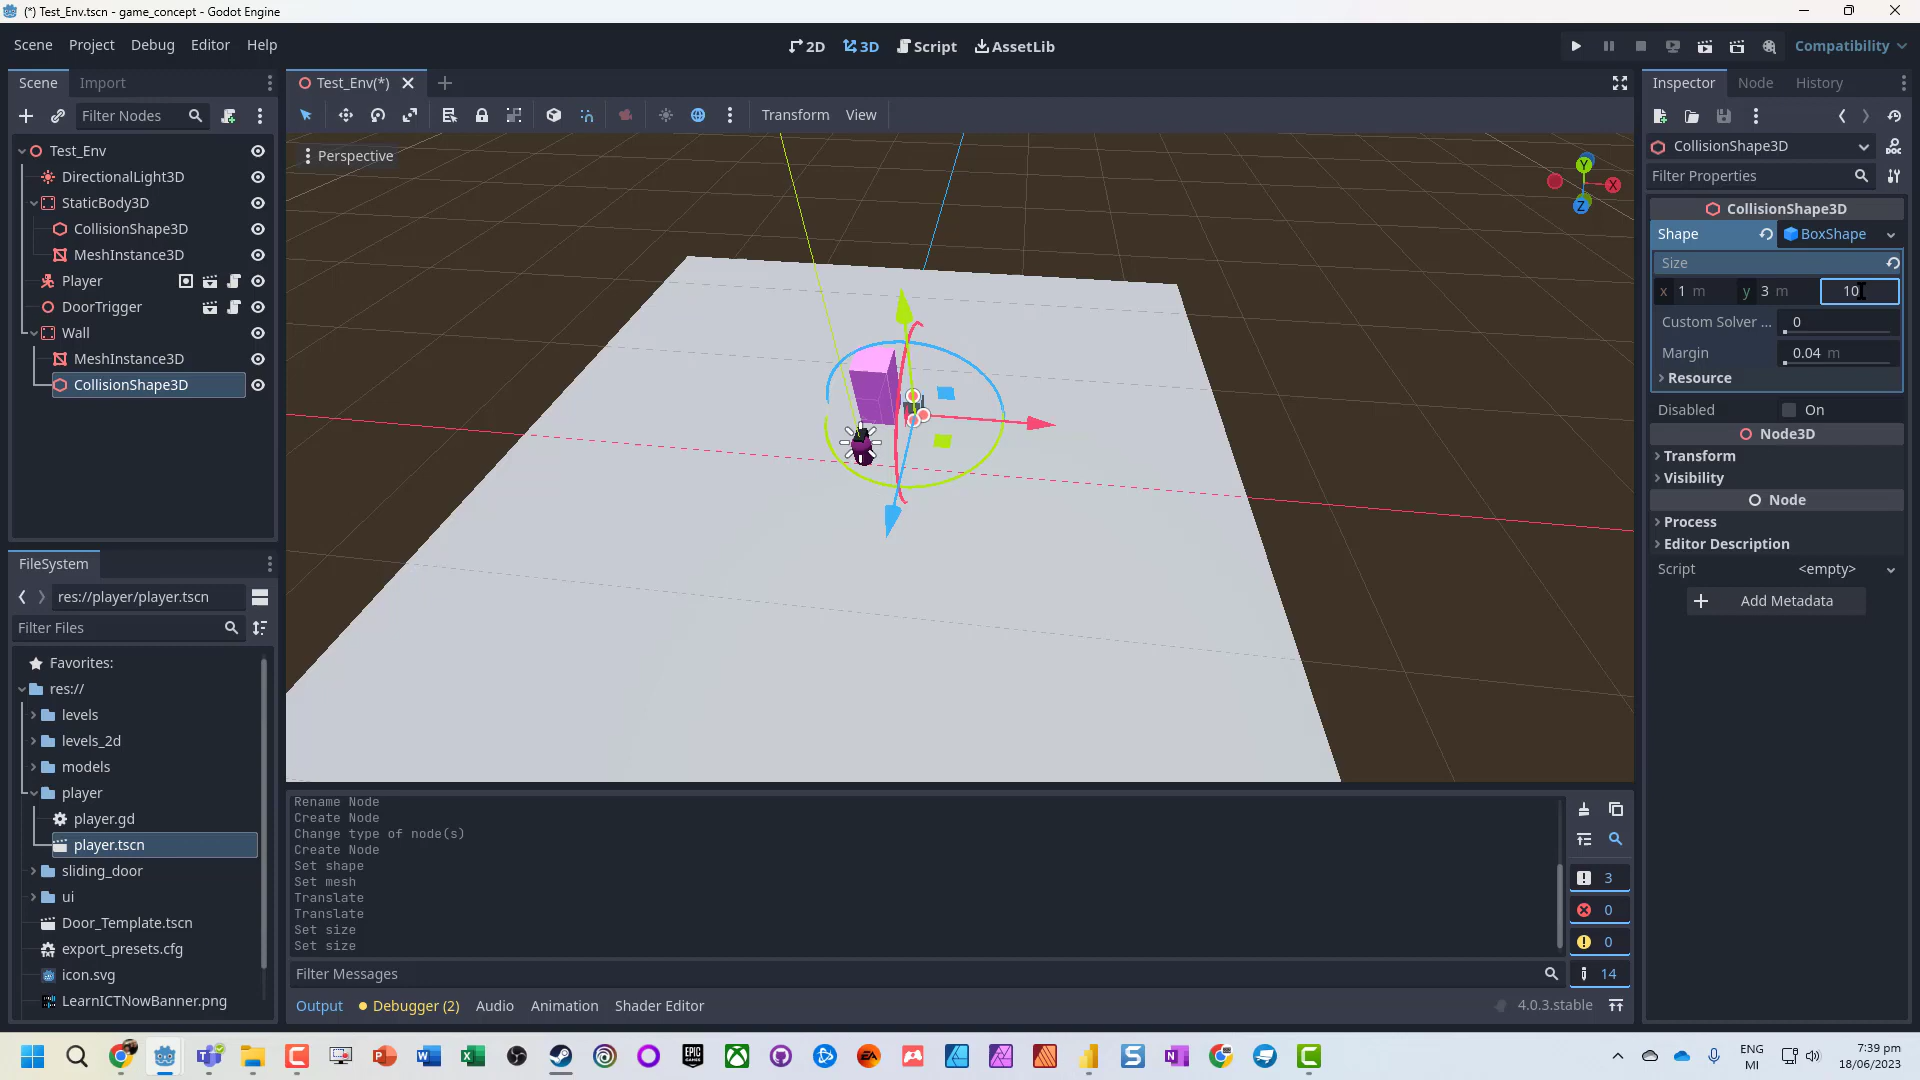 (*) Test_Env.tscn - game_concept - Godot Engine
Scene Project Debug Editor Help
2D 3D Script AssetLib
Compatibility
Scene Import
Filter Nodes
Test_Env
DirectionalLight3D
StaticBody3D
CollisionShape3D
MeshInstance3D
Player
DoorTrigger
Wall
MeshInstance3D
CollisionShape3D
FileSystem
res://player/player.tscn
Filter Files
Favorites:
res://
levels
levels_2d
models
player
player.gd
player.tscn
sliding_door
ui
Door_Template.tscn
export_presets.cfg
icon.svg
LearnICTNowBanner.png
Test_Env(*)
Transform View
Perspective
Y
X
Z
Rename Node
Create Node
Change type of node(s)
Create Node
Set shape
Set mesh
Translate
Translate
Set size
Set size
3
0
0
14
Filter Messages
Output Debugger (2) Audio Animation Shader Editor
4.0.3.stable
Inspector Node History
CollisionShape3D
Filter Properties
CollisionShape3D
Shape BoxShape
Size
x 1 m y 3 m 10
Custom Solver ... 0
Margin 0.04 m
Resource
Disabled On
Node3D
Transform
Visibility
Node
Process
Editor Description
Script <empty>
Add Metadata
ENG
MI
7:39 pm
18/06/2023